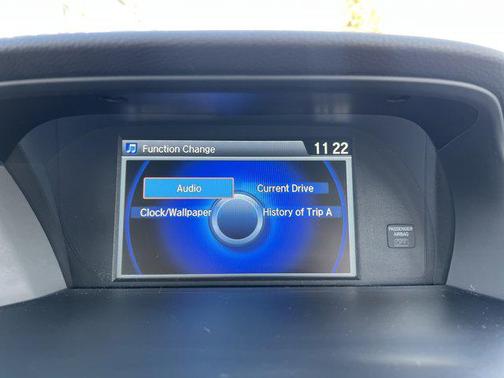 Function Change
11 22
Audio
Current Drive
Clock/Wallpaper
History of Trip A
PASSENGER
AIRBAG
OFF